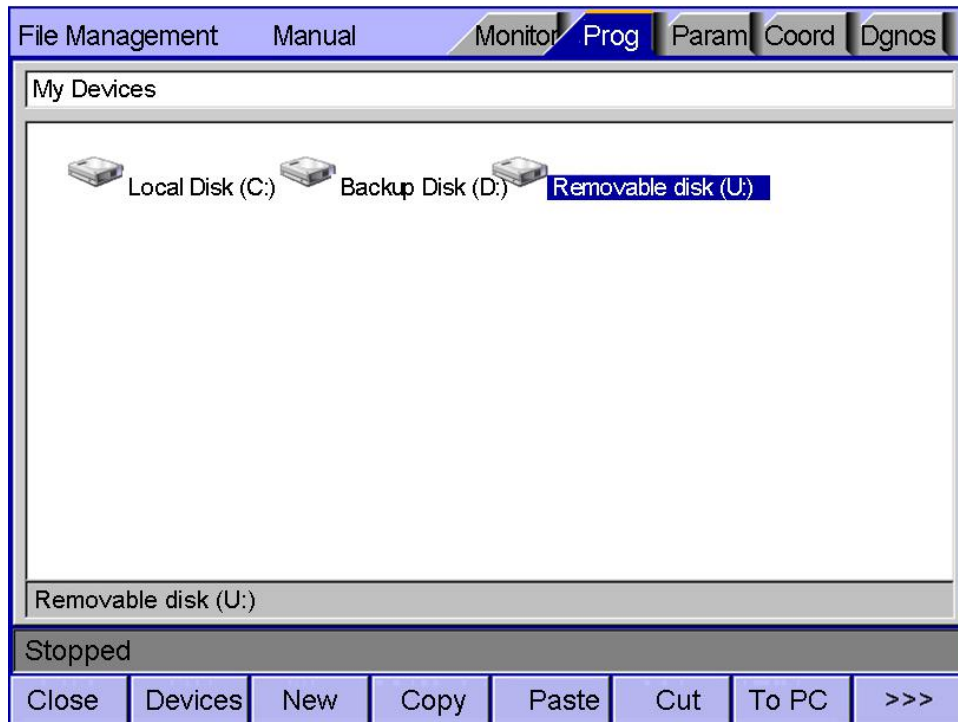 File Management Manual Monitor Prog Param Coord Dgnos
My Devices
Local Disk (C:) Backup Disk (D:) Removable disk (U:)
Removable disk (U:)
Stopped
Close Devices New Copy Paste Cut To PC >>>